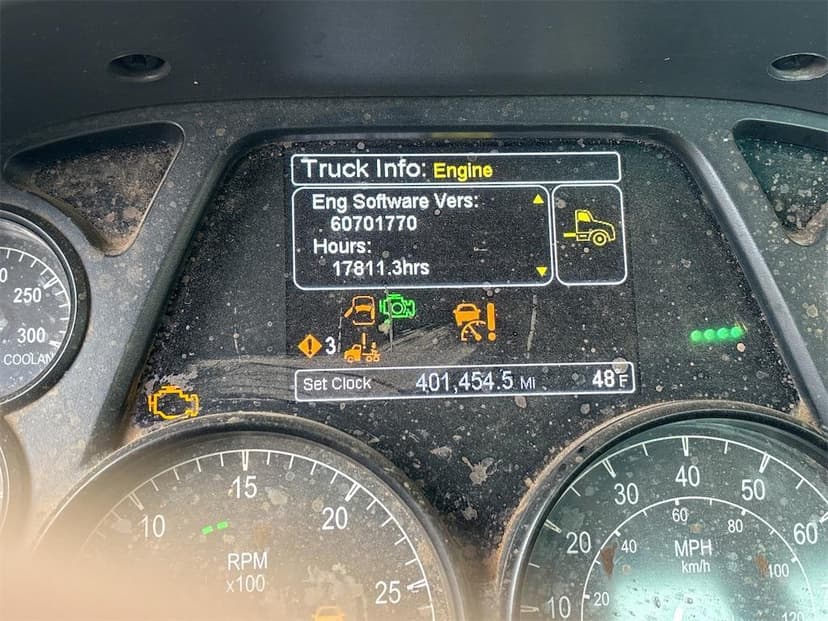 Truck Info: Engine
Eng Software Vers:
60701770
Hours:
17811.3hrs
3
Set Clock 401,454.5 Mi 48 F
250
300
COOLAN
10
15
20
25
RPM
x100
10
20
30
40
50
60
MPH
km/h
20
40
60
80
100
120